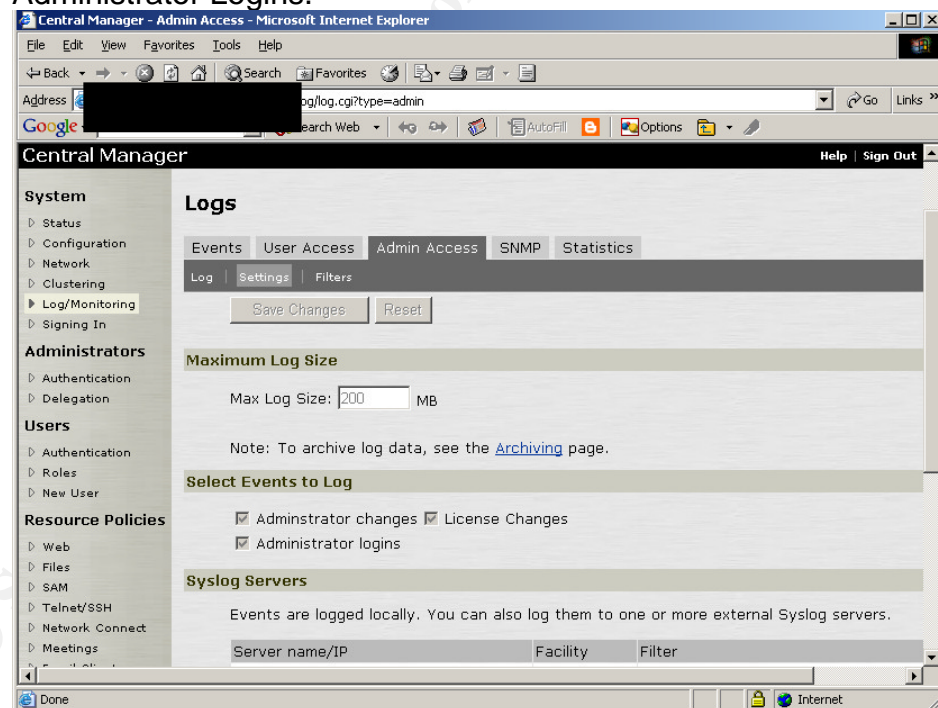 Administrator Logins.
Central Manager - Admin Access - Microsoft Internet Explorer
File Edit View Favorites Tools Help
Back Search Favorites
Address og/log.cgi?type=admin Go Links »
Google earch Web AutoFill Options
Central Manager Help | Sign Out
System
Status
Configuration
Network
Clustering
Log/Monitoring
Signing In
Administrators
Authentication
Delegation
Users
Authentication
Roles
New User
Resource Policies
Web
Files
SAM
Telnet/SSH
Network Connect
Meetings
Logs
Events User Access Admin Access SNMP Statistics
Log | Settings | Filters
Save Changes Reset
Maximum Log Size
Max Log Size: 200 MB
Note: To archive log data, see the Archiving page.
Select Events to Log
Adminstrator changes License Changes
Administrator logins
Syslog Servers
Events are logged locally. You can also log them to one or more external Syslog servers.
Server name/IP Facility Filter
Done Internet